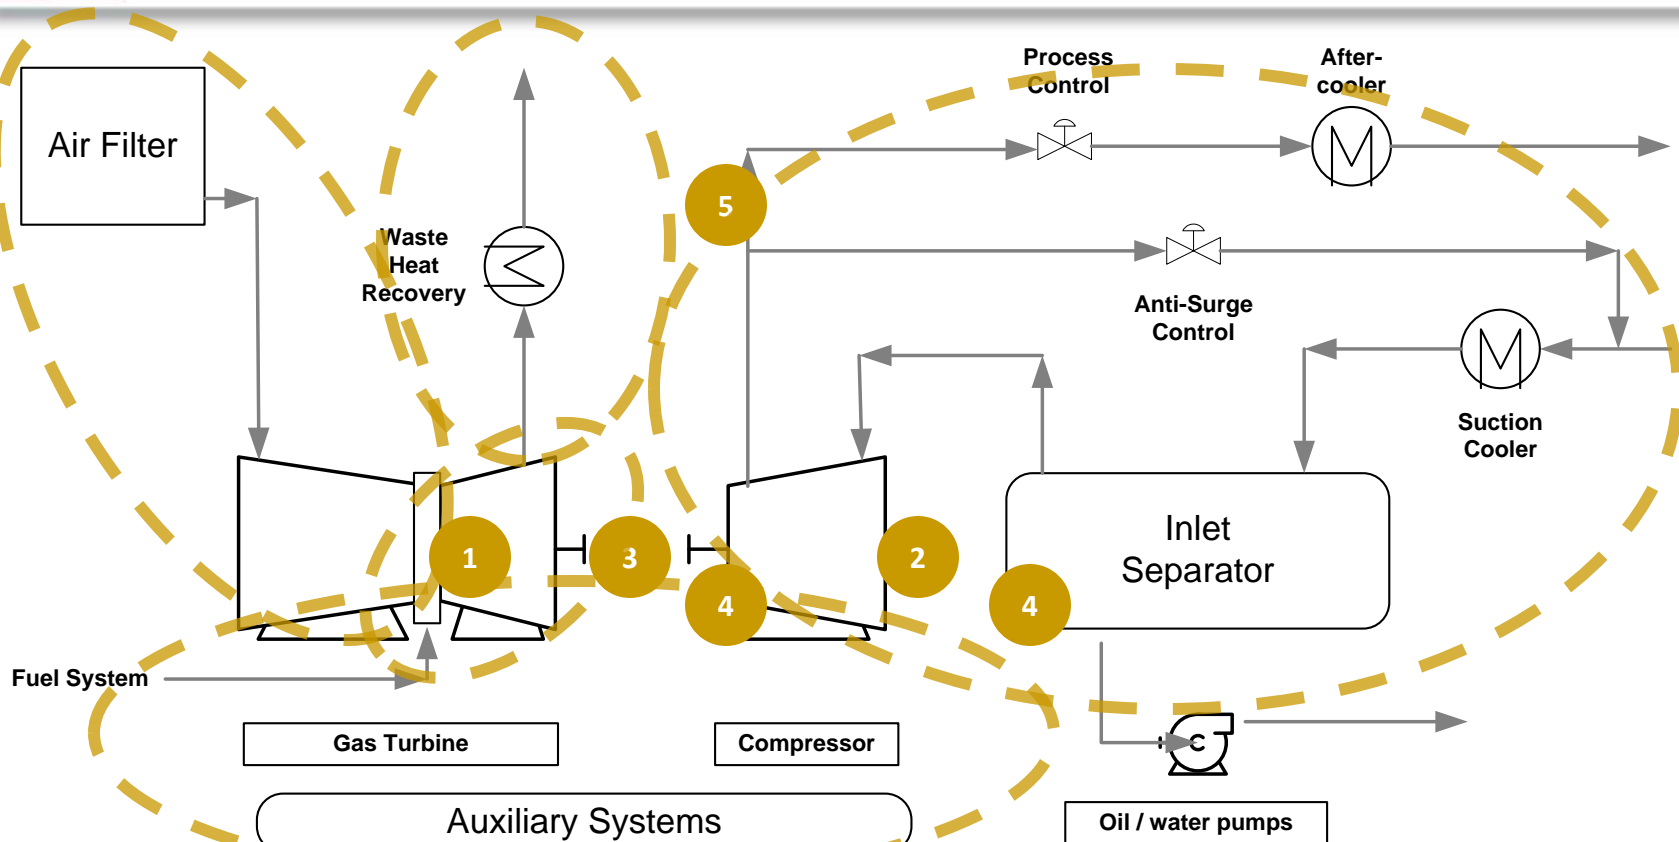 Process
Control
After-
cooler
Air Filter
5
Waste
Heat
Recovery
Anti-Surge
Control
Suction
Cooler
Inlet
Separator
1
3
2
4
4
Fuel System
Gas Turbine
Compressor
C
Auxiliary Systems
Oil / water pumps